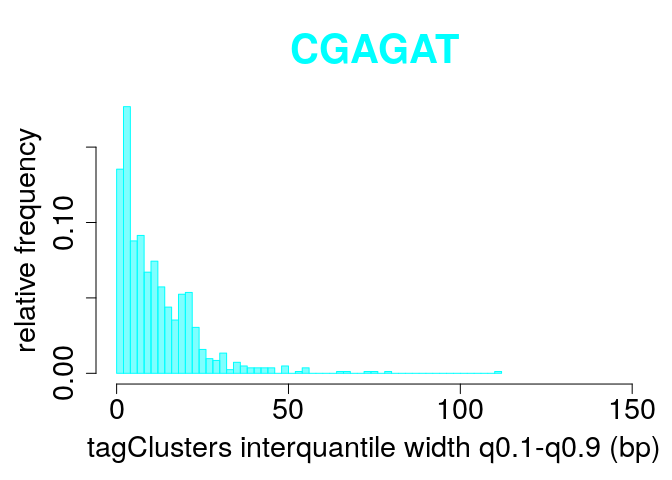 CGAGAT
relative frequency
0.10
0.00
0
50
100
150
tagClusters interquantile width q0.1-q0.9 (bp)